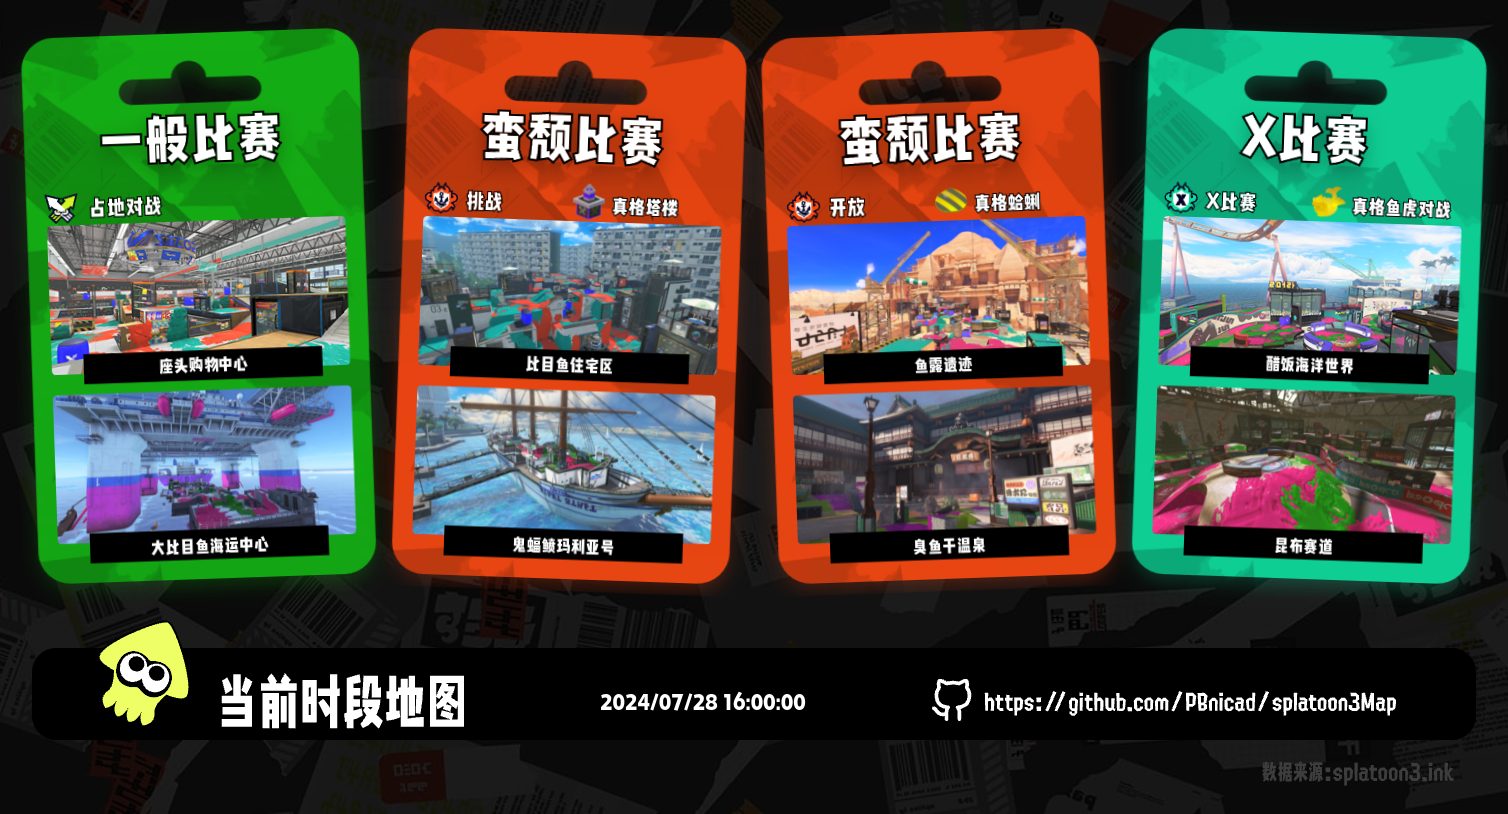 一般比赛
占地对战
座头购物中心
大比目鱼海运中心
蛮颓比赛
挑战
真格塔楼
比目鱼住宅区
鬼蝠鲼玛利亚号
蛮颓比赛
开放
真格蛤蜊
鱼露遗迹
臭鱼干温泉
X比赛
X比赛
真格鱼虎对战
醋饭海洋世界
昆布赛道
当前时段地图
2024/07/28 16:00:00
https://github.com/PBnicad/splatoon3Map
数据来源:splatoon3.ink